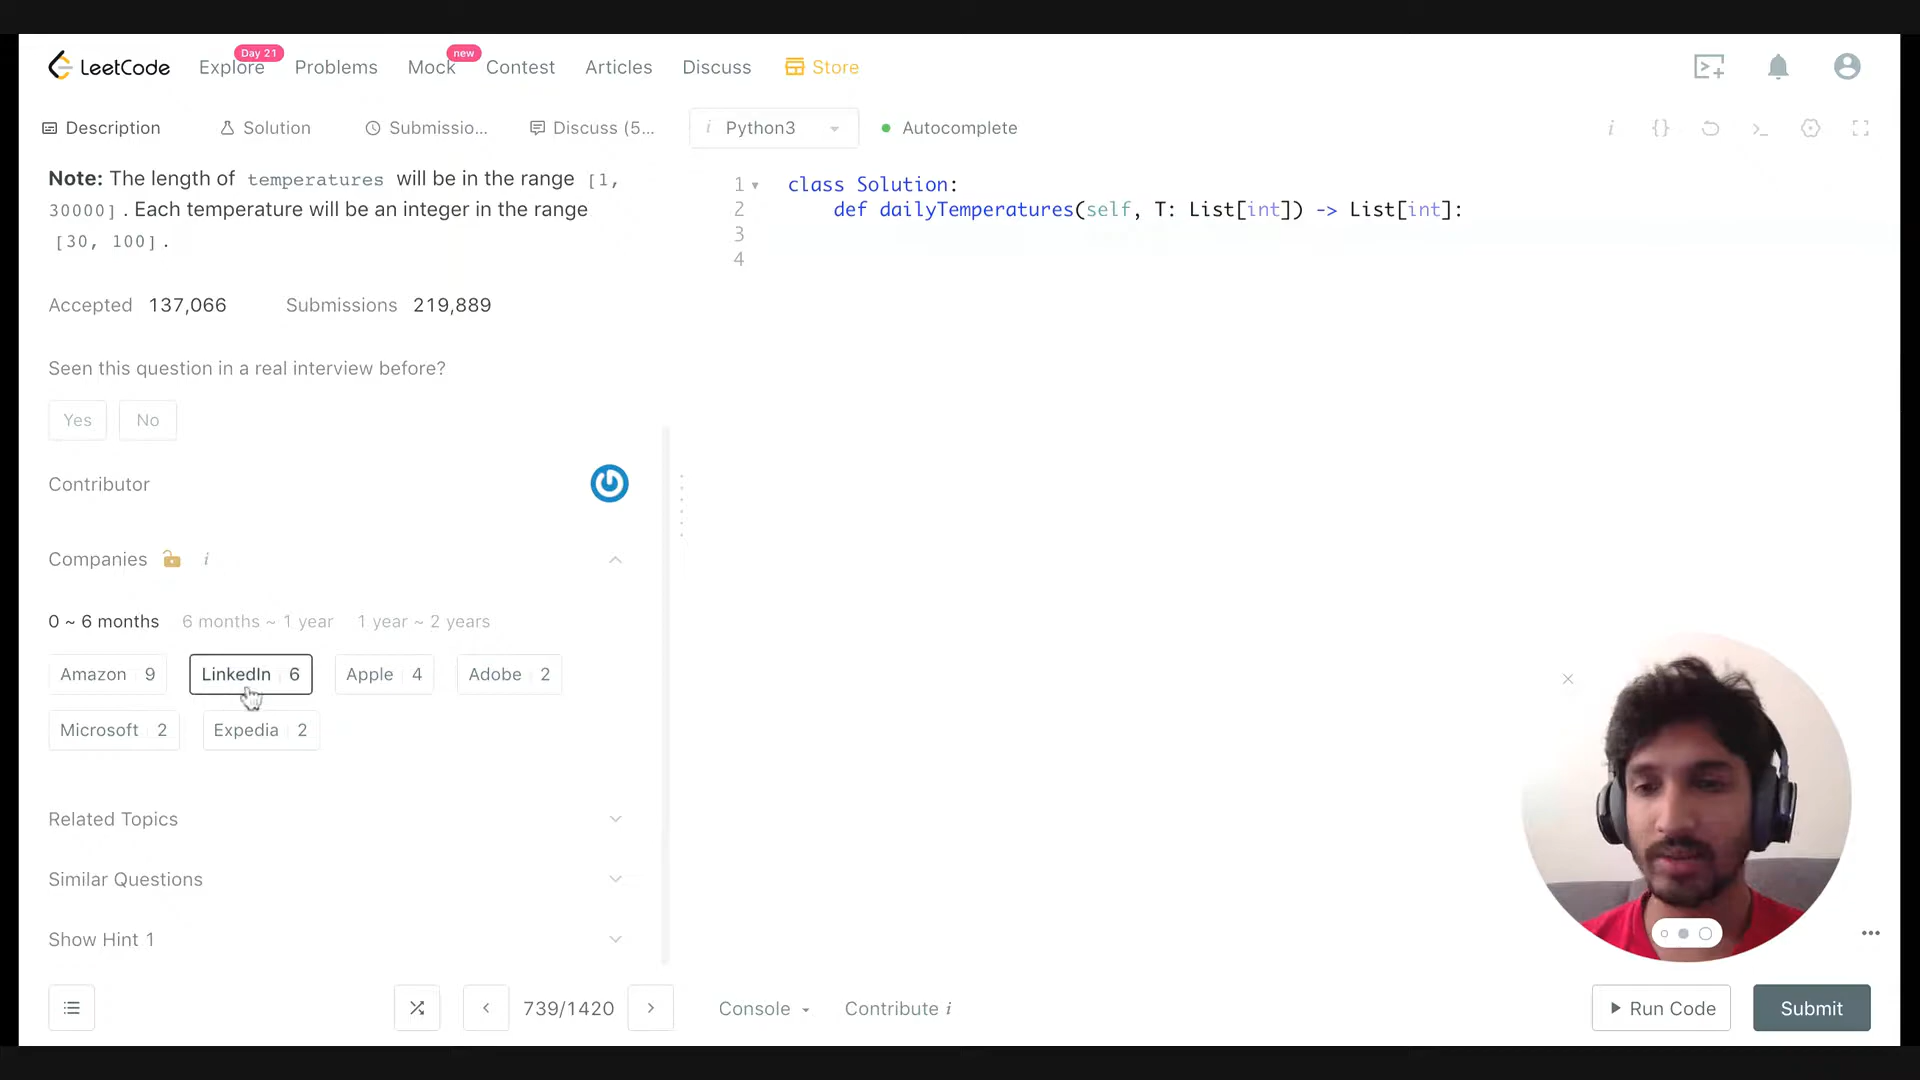 LeetCode Explore Day 21 Problems Mock new Contest Articles Discuss Store
Description Solution Submissio... Discuss (5... i Python3 Autocomplete
Note: The length of temperatures will be in the range [1,
30000] . Each temperature will be an integer in the range
[30, 100] .
Accepted 137,066 Submissions 219,889
Seen this question in a real interview before?
Yes No
Contributor
Companies i
0 ~ 6 months 6 months ~ 1 year 1 year ~ 2 years
Amazon 9 LinkedIn 6 Apple 4 Adobe 2
Microsoft 2 Expedia 2
Related Topics
Similar Questions
Show Hint 1
739/1420
1 class Solution:
2 def dailyTemperatures(self, T: List[int]) -> List[int]:
3
4
Console Contribute i
Run Code Submit